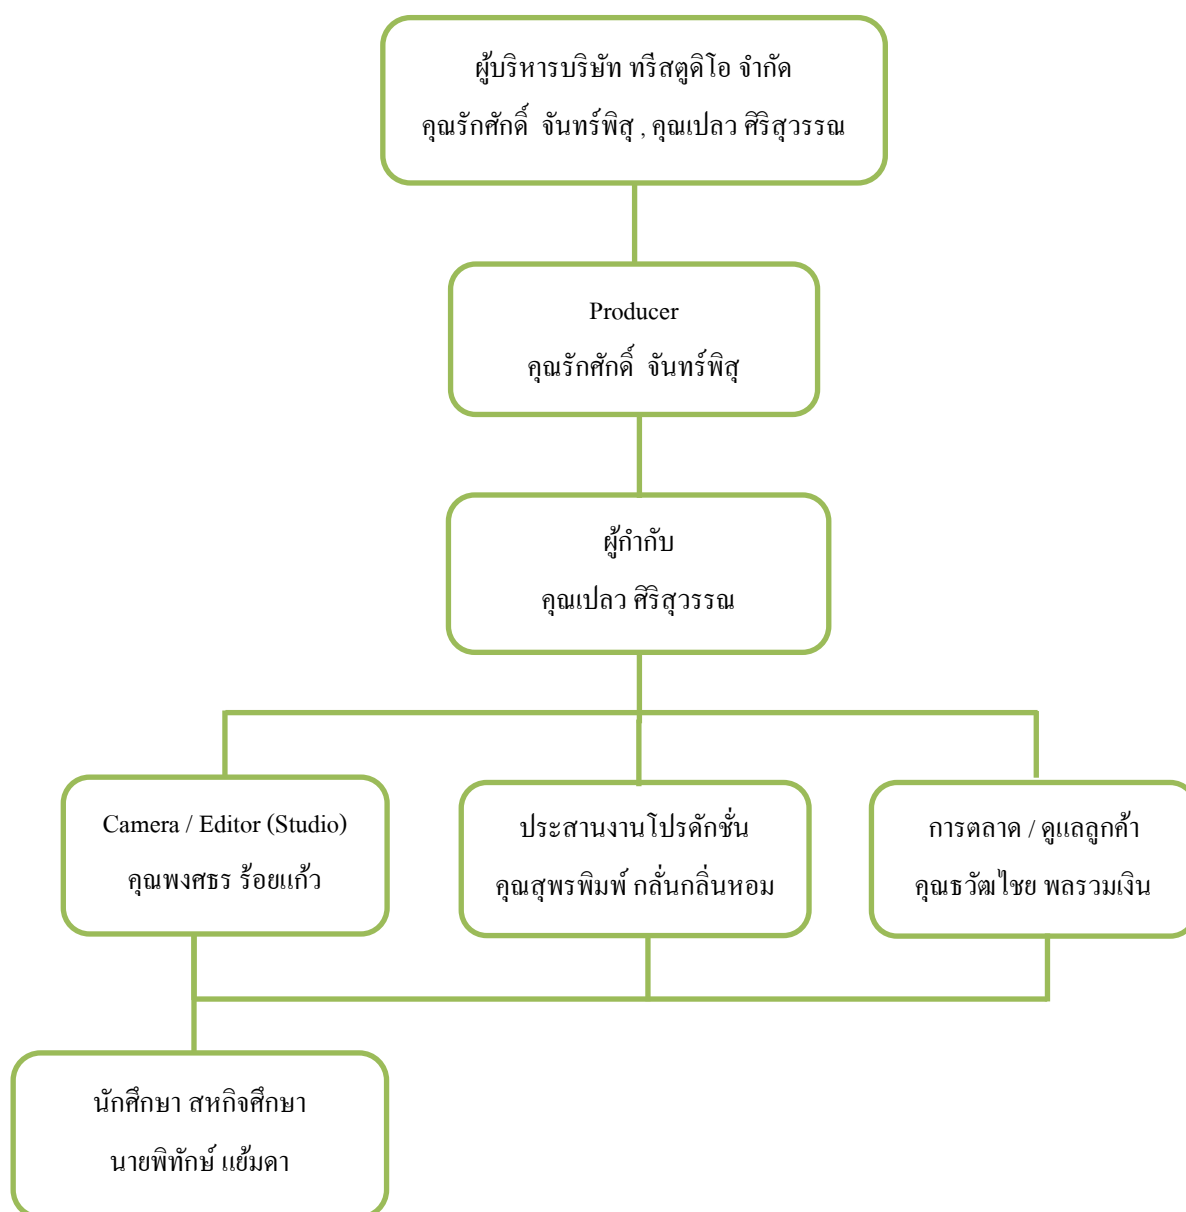 ผู้บริหารบริษัท ทรีสตูดิโอ จำกัด
คุณรักศักดิ์ จันทร์พิสุ , คุณเปลว ศิริสุวรรณ
Producer
คุณรักศักดิ์ จันทร์พิสุ
ผู้กำกับ
คุณเปลว ศิริสุวรรณ
Camera / Editor (Studio)
คุณพงศธร ร้อยแก้ว
ประสานงานโปรดักชั่น
คุณสุพรพิมพ์ กลั่นกลิ่นหอม
การตลาด / ดูแลลูกค้า
คุณธวัฒไชย พลรวมเงิน
นักศึกษา สหกิจศึกษา
นายพิทักษ์ แย้มดา